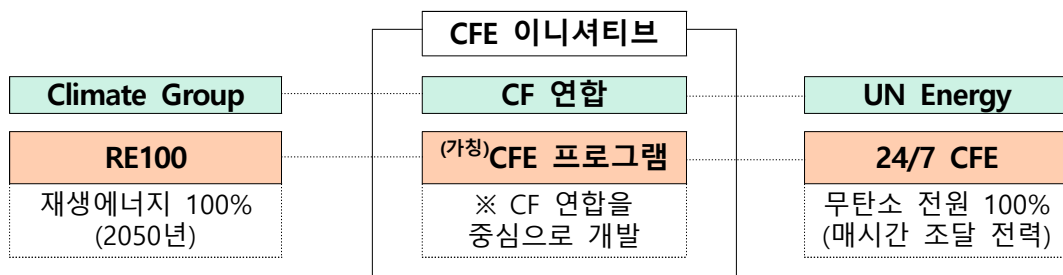 CFE 이니셔티브
Climate Group
CF 연합
UN Energy
RE100
(가칭)CFE 프로그램
24/7 CFE
재생에너지 100%
(2050년)
※ CF 연합을
중심으로 개발
무탄소 전원 100%
(매시간 조달 전력)